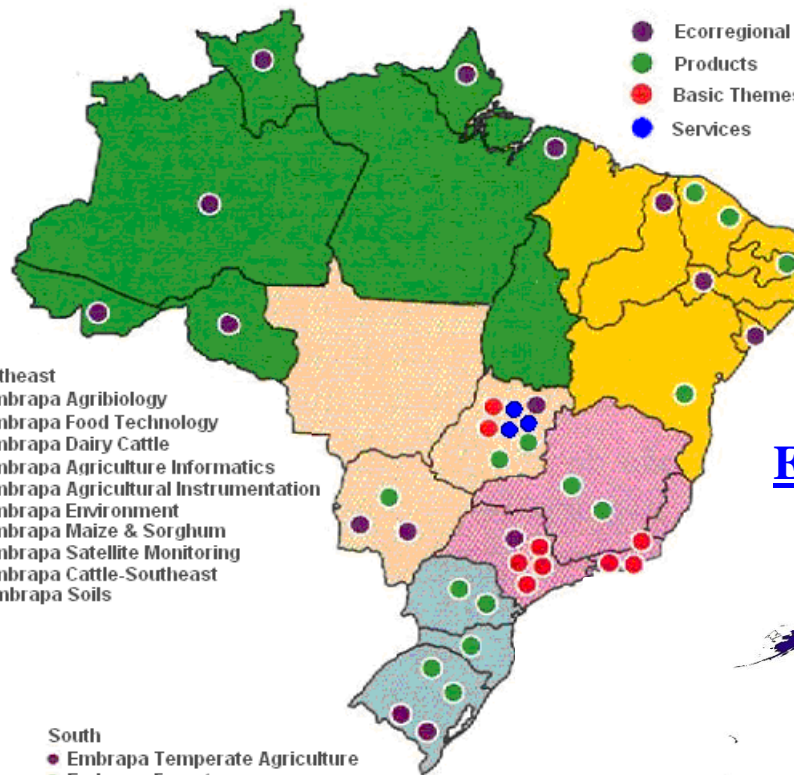 Ecorregional
Products
Basic Themes
Services
theast
mbrapa Agribiology
mbrapa Food Technology
mbrapa Dairy Cattle
mbrapa Agriculture Informatics
mbrapa Agricultural Instrumentation
mbrapa Environment
mbrapa Maize & Sorghum
mbrapa Satellite Monitoring
mbrapa Cattle-Southeast
mbrapa Soils
South
Embrapa Temperate Agriculture